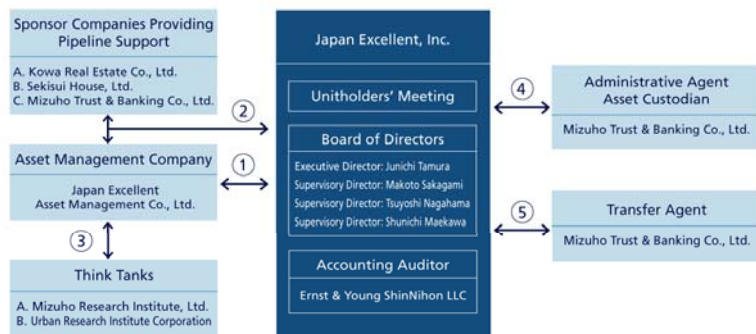 Sponsor Companies Providing
Pipeline Support
A. Kowa Real Estate Co., Ltd.
B. Sekisui House, Ltd.
C. Mizuho Trust & Banking Co., Ltd.
②
Asset Management Company
Japan Excellent
Asset Management Co., Ltd.
①
③
Think Tanks
A. Mizuho Research Institute, Ltd.
B. Urban Research Institute Corporation
Japan Excellent, Inc.
Unitholders' Meeting
Board of Directors
Executive Director: Junichi Tamura
Supervisory Director: Makoto Sakagami
Supervisory Director: Tsuyoshi Nagahama
Supervisory Director: Shunichi Maekawa
Accounting Auditor
Ernst & Young ShinNihon LLC
④
Administrative Agent
Asset Custodian
Mizuho Trust & Banking Co., Ltd.
⑤
Transfer Agent
Mizuho Trust & Banking Co., Ltd.